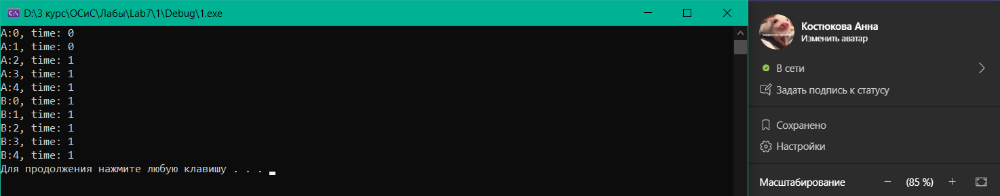 D:\3 курс\ОСиС\Лабы\Lab7\1\Debug\1.exe
A:0, time: 0
A:1, time: 0
A:2, time: 1
A:3, time: 1
A:4, time: 1
B:0, time: 1
B:1, time: 1
B:2, time: 1
B:3, time: 1
B:4, time: 1
Для продолжения нажмите любую клавишу . . .
Костюкова Анна
Изменить аватар
В сети
Задать подпись к статусу
Сохранено
Настройки
Масштабирование
(85 %)